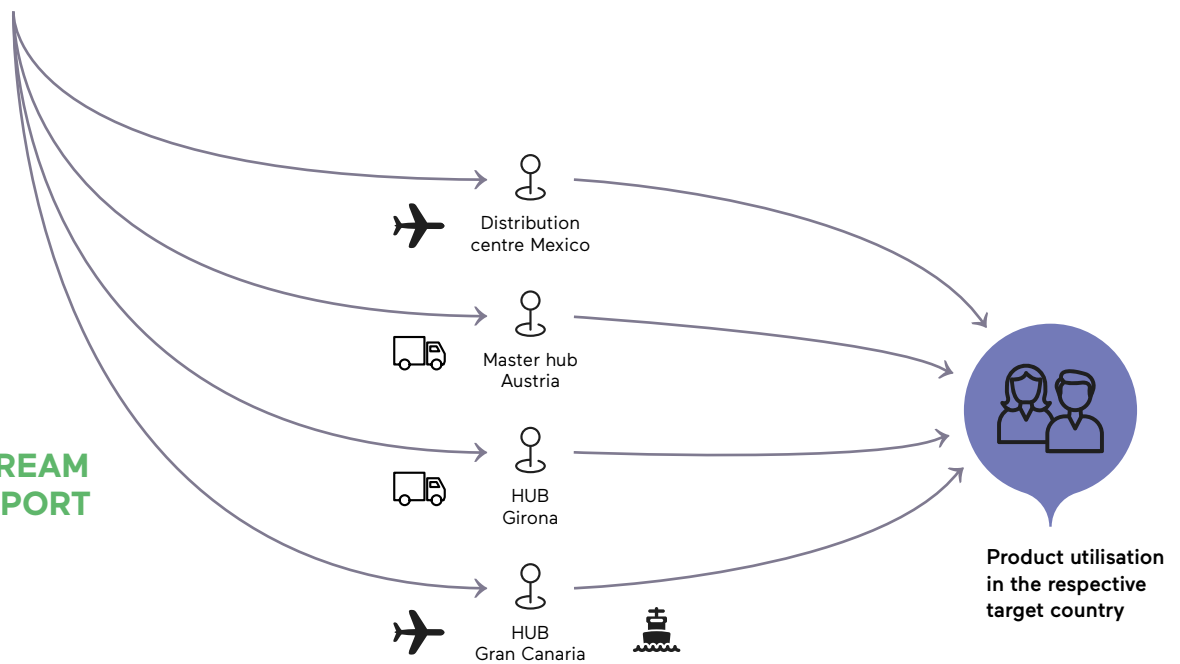 Distribution
centre Mexico
Master hub
Austria
HUB
Girona
HUB
Gran Canaria
REAM
PORT
Product utilisation
in the respective
target country